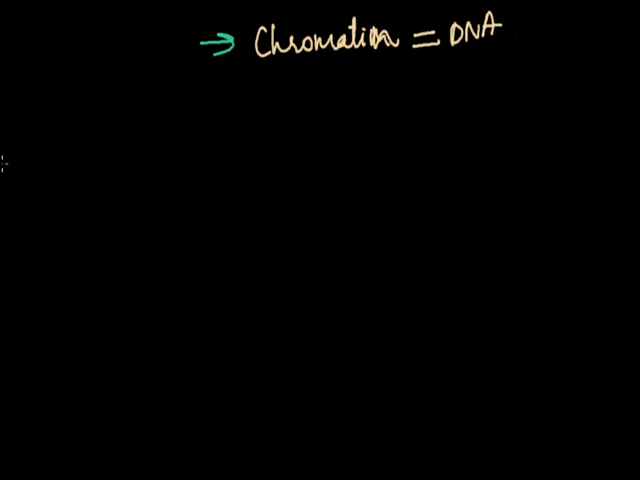 → Chromatin = DNA